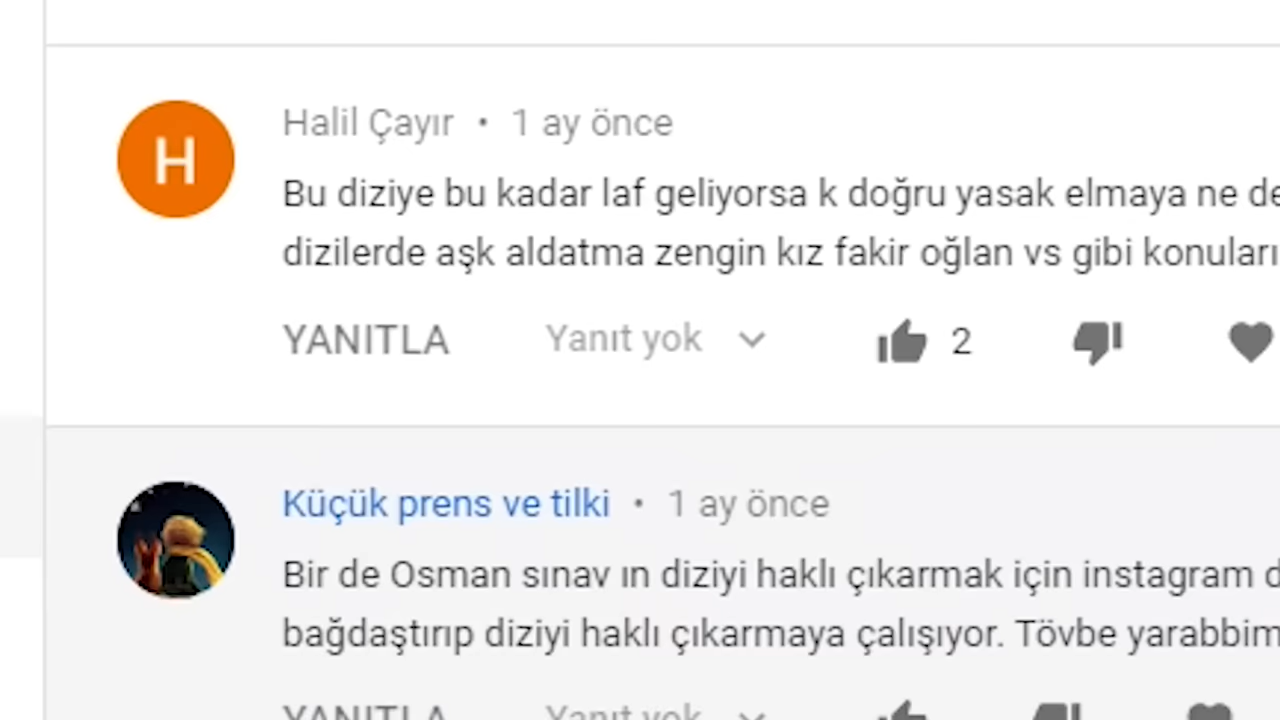 H
Halil Çayır • 1 ay önce
Bu diziye bu kadar laf geliyorsa k doğru yasak elmaya ne
dizilerde aşk aldatma zengin kız fakir oğlan vs gibi konuları
YANITLA Yanıt yok 2
Küçük prens ve tilki • 1 ay önce
Bir de Osman sınav ın diziyi haklı çıkarmak için instagram
bağdaştırıp diziyi haklı çıkarmaya çalışıyor. Tövbe yarabbim
YANITLA Yanıt yok